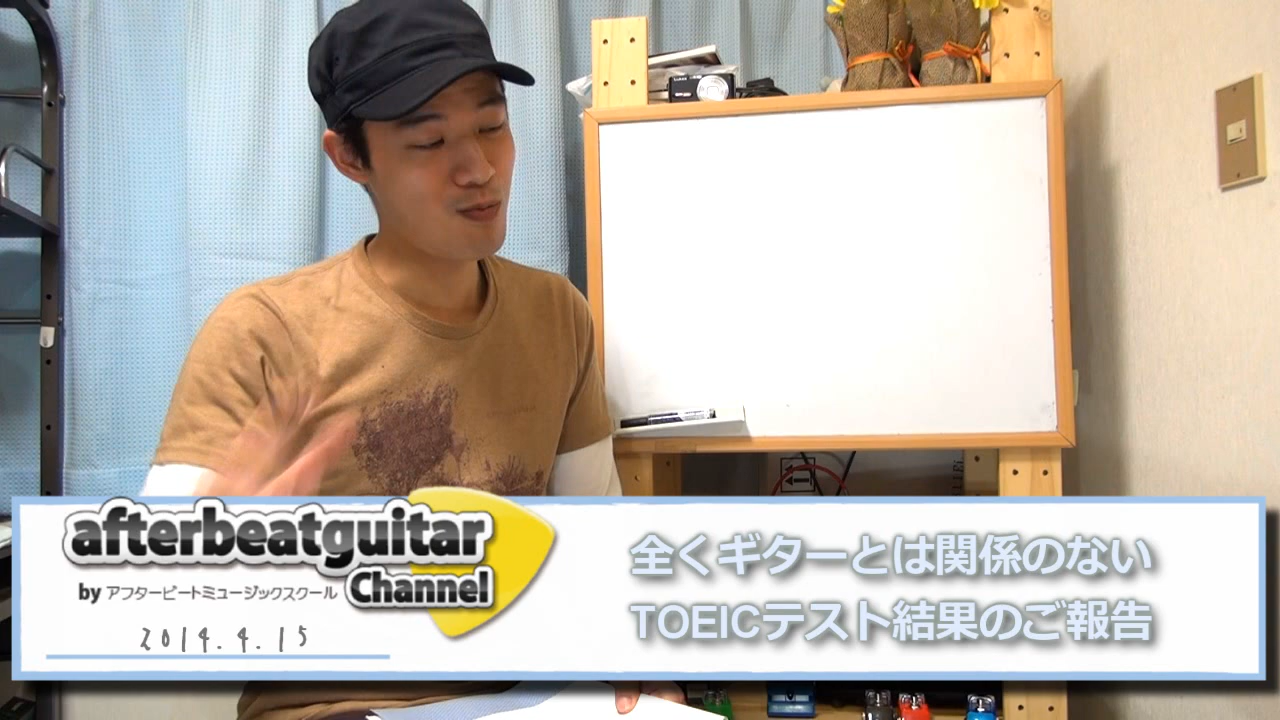 afterbeatguitar
Channel
by アフタービートミュージックスクール
2014.4.15
全くギターとは関係のない
TOEICテスト結果のご報告